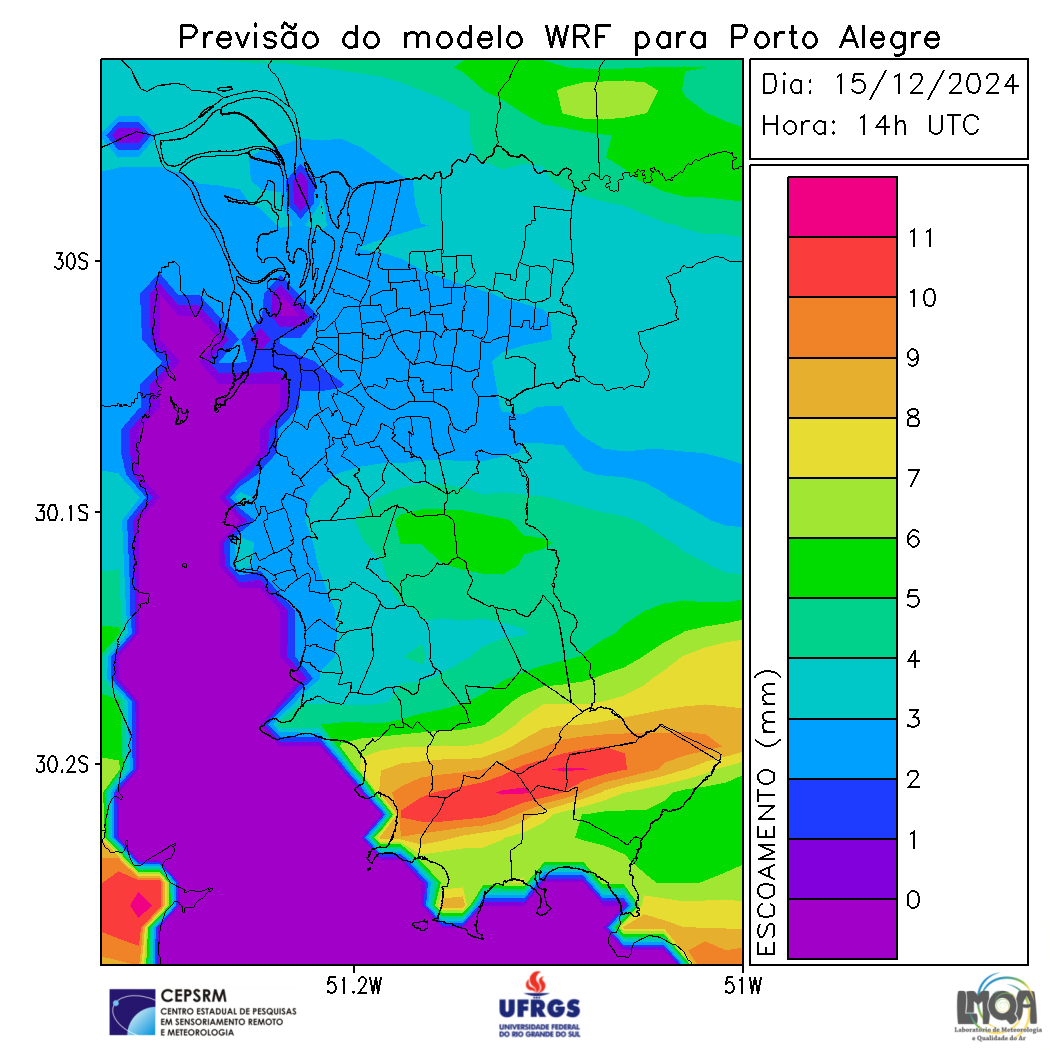 Previsão do modelo WRF para Porto Alegre
Dia: 15/12/2024
Hora: 14h UTC
11
10
9
8
7
6
5
4
3
2
1
0
ESCOAMENTO (mm)
30S
30.1S
30.2S
51.2W
51W
CEPSRM
CENTRO ESTADUAL DE PESQUISAS
EM SENSORIAMENTO REMOTO
E METEOROLOGIA
UFRGS
UNIVERSIDADE FEDERAL
DO RIO GRANDE DO SUL
LMQA
Laboratório de Meteorologia
e Qualidade do Ar